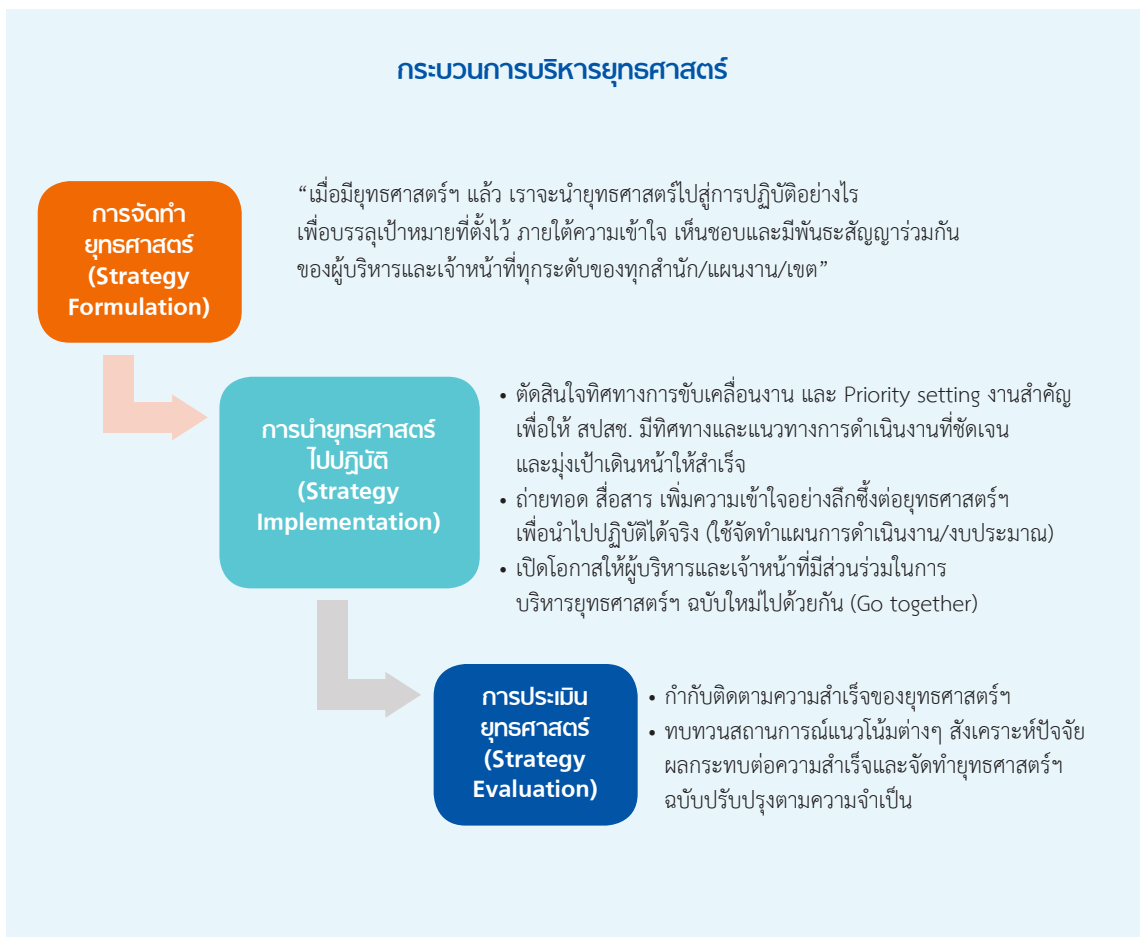 กระบวนการบริหารยุทธศาสตร์
การจัดทำ
ยุทธศาสตร์
(Strategy
Formulation)
“เมื่อมียุทธศาสตร์ฯ แล้ว เราจะนำยุทธศาสตร์ไปสู่การปฏิบัติอย่างไร
เพื่อบรรลุเป้าหมายที่ตั้งไว้ ภายใต้ความเข้าใจ เห็นชอบและมีพันธะสัญญาร่วมกัน
ของผู้บริหารและเจ้าหน้าที่ทุกระดับของทุกสำนัก/แผนงาน/เขต”
การนำยุทธศาสตร์
ไปปฏิบัติ
(Strategy
Implementation)
• ตัดสินใจทิศทางการขับเคลื่อนงาน และ Priority setting งานสำคัญ
เพื่อให้ สปสช. มีทิศทางและแนวทางการดำเนินงานที่ชัดเจน
และมุ่งเป้าเดินหน้าให้สำเร็จ
• ถ่ายทอด สื่อสาร เพิ่มความเข้าใจอย่างลึกซึ้งต่อยุทธศาสตร์ฯ
เพื่อนำไปปฏิบัติได้จริง (ใช้จัดทำแผนการดำเนินงาน/งบประมาณ)
• เปิดโอกาสให้ผู้บริหารและเจ้าหน้าที่มีส่วนร่วมในการ
บริหารยุทธศาสตร์ฯ ฉบับใหม่ไปด้วยกัน (Go together)
การประเมิน
ยุทธศาสตร์
(Strategy
Evaluation)
• กำกับติดตามความสำเร็จของยุทธศาสตร์ฯ
• ทบทวนสถานการณ์แนวโน้มต่างๆ สังเคราะห์ปัจจัย
ผลกระทบต่อความสำเร็จและจัดทำยุทธศาสตร์ฯ
ฉบับปรับปรุงตามความจำเป็น